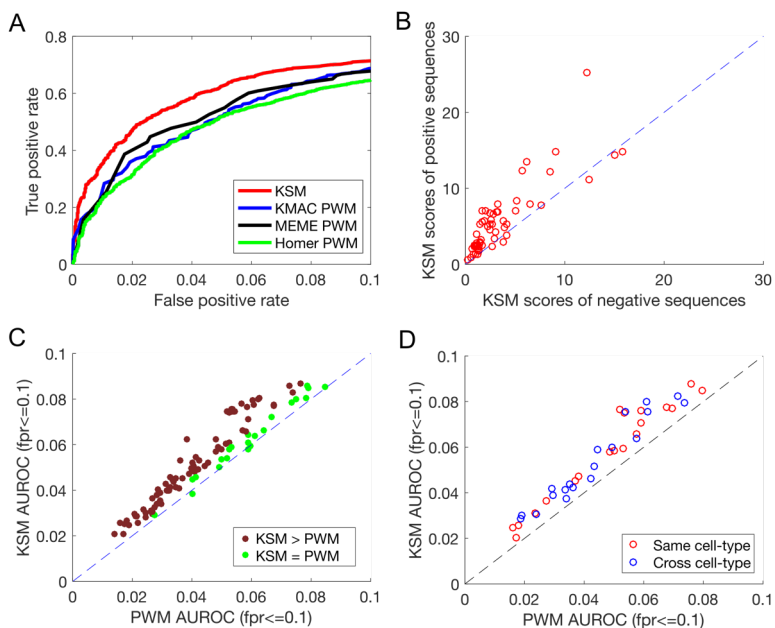 A
True positive rate
0.8
0.6
0.4
0.2
0
0
0.02
0.04
0.06
0.08
0.1
False positive rate
KSM
KMAC PWM
MEME PWM
Homer PWM
B
KSM scores of positive sequences
30
20
10
0
0
10
20
30
KSM scores of negative sequences
C
KSM AUROC (fpr<=0.1)
0.1
0.08
0.06
0.04
0.02
0
0
0.02
0.04
0.06
0.08
0.1
PWM AUROC (fpr<=0.1)
KSM > PWM
KSM = PWM
D
KSM AUROC (fpr<=0.1)
0.1
0.08
0.06
0.04
0.02
0
0
0.02
0.04
0.06
0.08
0.1
PWM AUROC (fpr<=0.1)
Same cell-type
Cross cell-type